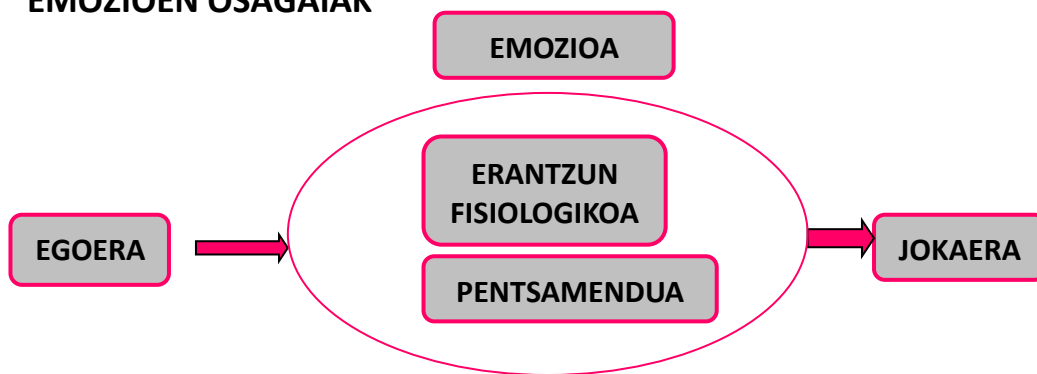 EMOZIOEN OSAGAIAK
EMOZIOA
ERANTZUN
FISIOLOGIKOA
EGOERA
JOKAERA
PENTSAMENDUA